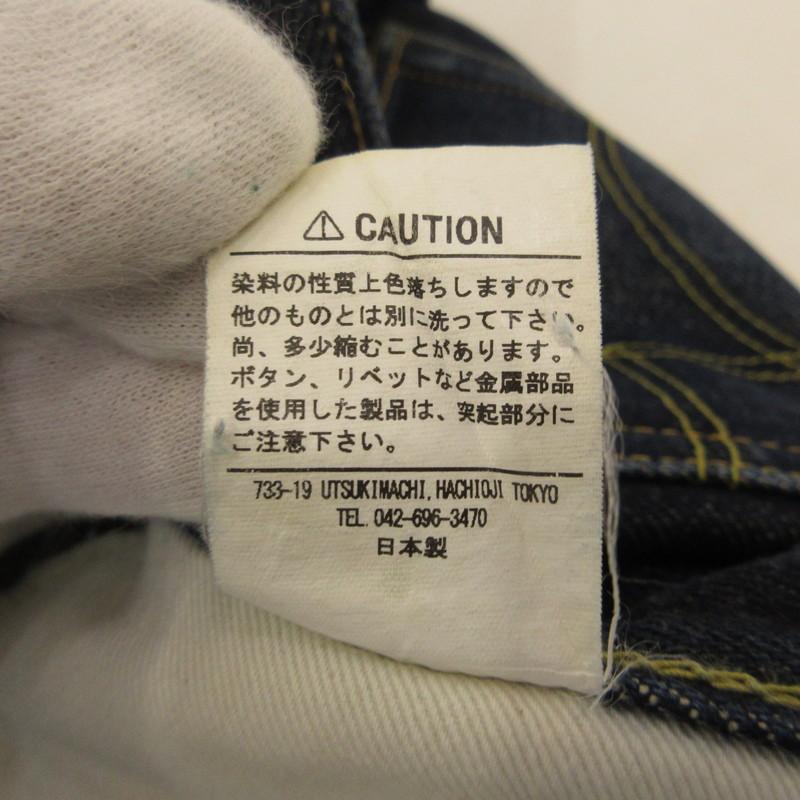 ⚠ CAUTION
染料の性質上色落ちしますので
他のものとは別に洗って下さい。
尚、多少縮むことがあります。
ボタン、リベットなど金属部品
を使用した製品は、突起部分に
ご注意下さい。
733-19 UTSUKIMACHI, HACHIOJI TOKYO
TEL. 042-696-3470
日本製